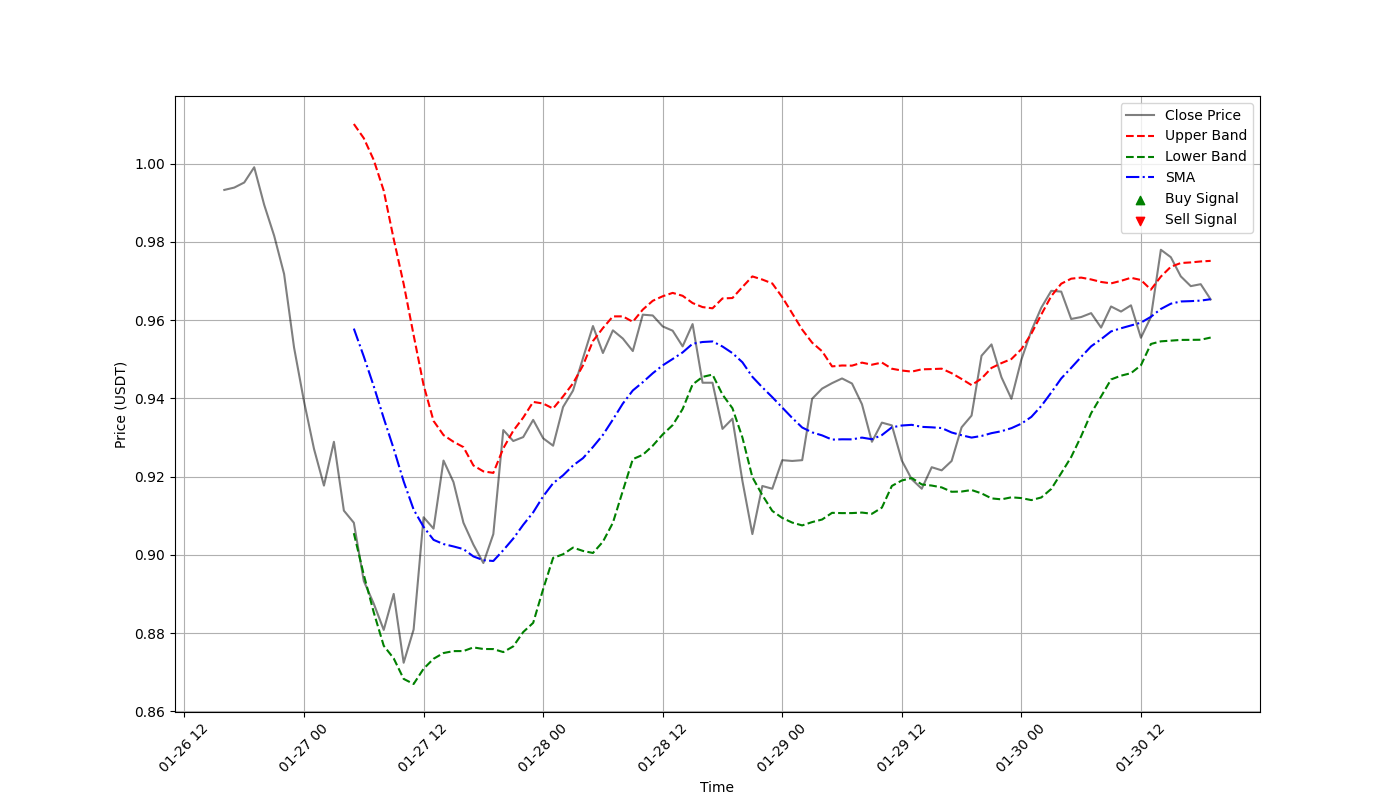 Close Price
Upper Band
Lower Band
SMA
Buy Signal
Sell Signal
1.00
0.98
0.96
0.94
0.92
0.90
0.88
0.86
Price (USDT)
01-26 12
01-27 00
01-27 12
01-28 00
01-28 12
01-29 00
01-29 12
01-30 00
01-30 12
Time